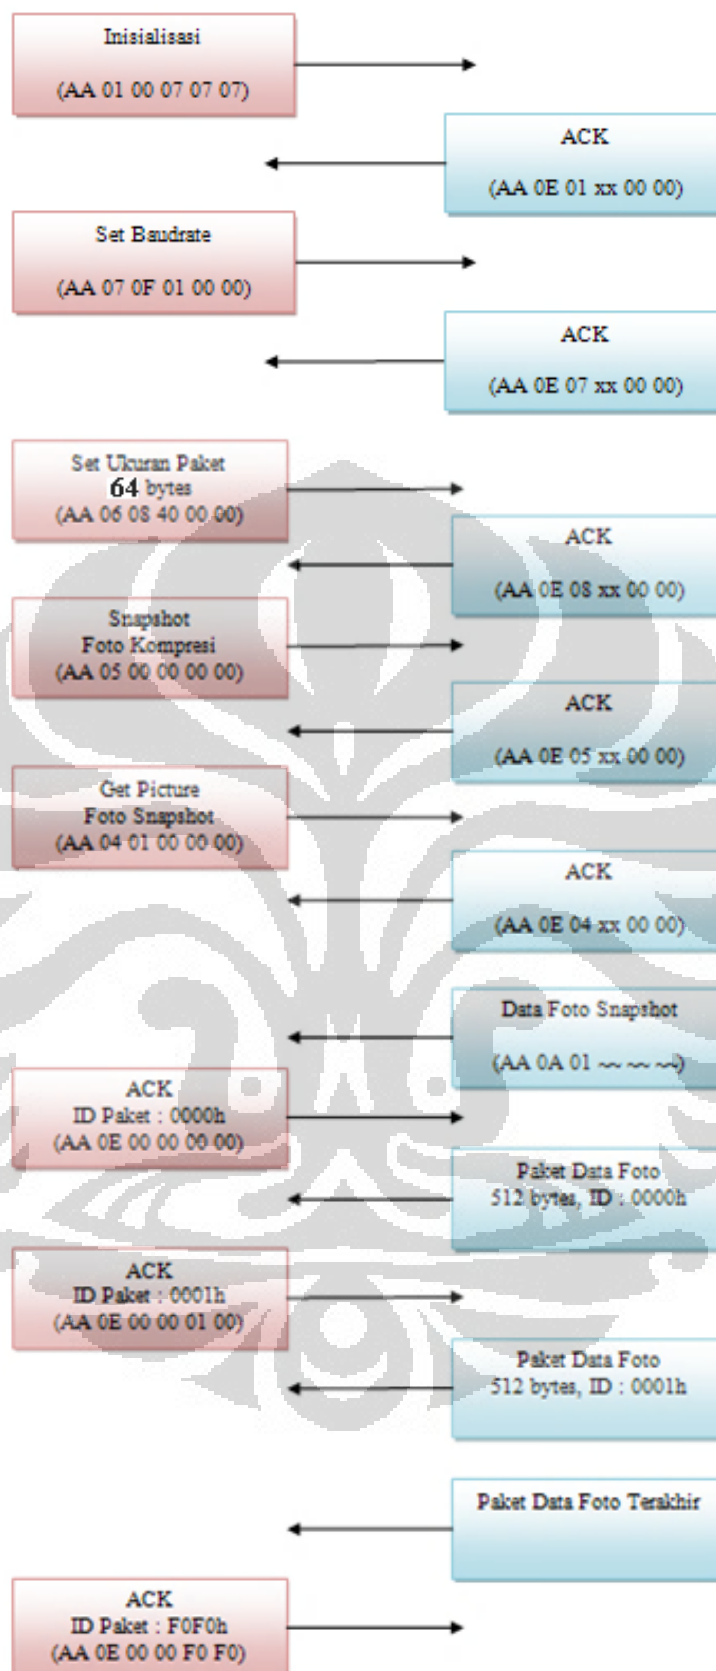 Inisialisasi
(AA 01 00 07 07 07)
ACK
(AA 0E 01 xx 00 00)
Set Baudrate
(AA 07 0F 01 00 00)
ACK
(AA 0E 07 xx 00 00)
Set Ukuran Paket
64 bytes
(AA 06 08 40 00 00)
ACK
(AA 0E 08 xx 00 00)
Snapshot
Foto Kompresi
(AA 05 00 00 00 00)
ACK
(AA 0E 05 xx 00 00)
Get Picture
Foto Snapshot
(AA 04 01 00 00 00)
ACK
(AA 0E 04 xx 00 00)
Data Foto Snapshot
(AA 0A 01 ~~ ~~ ~~)
ACK
ID Paket : 0000h
(AA 0E 00 00 00 00)
Paket Data Foto
512 bytes, ID : 0000h
ACK
ID Paket : 0001h
(AA 0E 00 00 01 00)
Paket Data Foto
512 bytes, ID : 0001h
Paket Data Foto Terakhir
ACK
ID Paket : F0F0h
(AA 0E 00 00 F0 F0)